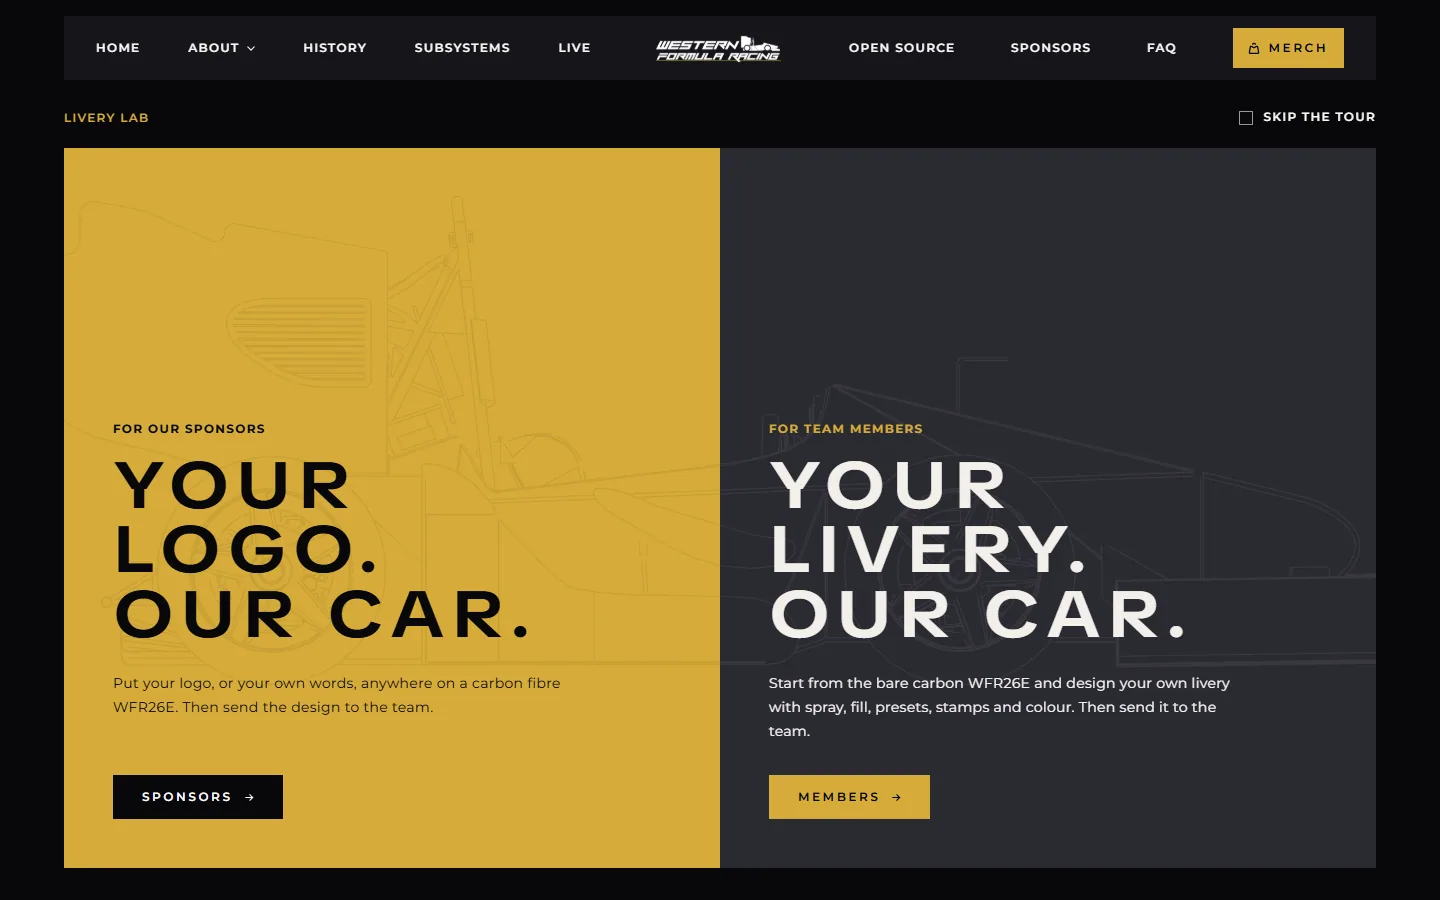 HOME
ABOUT
HISTORY
SUBSYSTEMS
LIVE
WESTERN
FORMULA RACING
OPEN SOURCE
SPONSORS
FAQ
MERCH
LIVERY LAB
SKIP THE TOUR
FOR OUR SPONSORS
YOUR
LOGO.
OUR CAR.
Put your logo, or your own words, anywhere on a carbon fibre
WFR26E. Then send the design to the team.
SPONSORS →
FOR TEAM MEMBERS
YOUR
LIVERY.
OUR CAR.
Start from the bare carbon WFR26E and design your own livery
with spray, fill, presets, stamps and colour. Then send it to the
team.
MEMBERS →